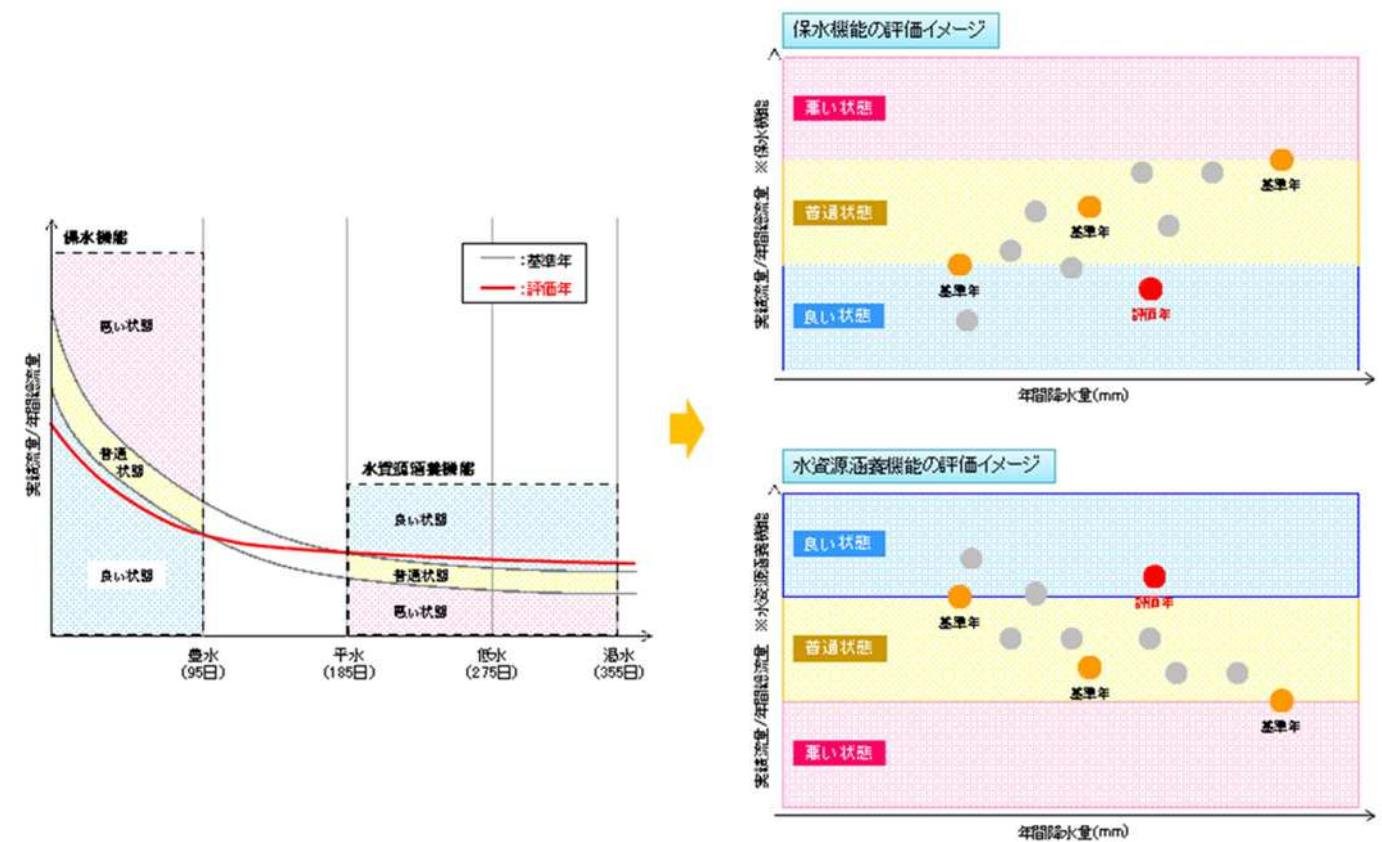 保水機能
悪い状態
普通
状態
良い状態
実績流量/年間総流量
:基準年
:評価年
水資源涵養機能
良い状態
普通状態
悪い状態
豊水
(95日)
平水
(185日)
低水
(275日)
渇水
(355日)
保水機能の評価イメージ
実績流量/年間総流量 ※保水機能
悪い状態
普通状態
良い状態
基準年
基準年
基準年
評価年
年間降水量(mm)
水資源涵養機能の評価イメージ
実績流量/年間総流量 ※水資源涵養機能
良い状態
普通状態
悪い状態
評価年
基準年
基準年
基準年
年間降水量(mm)